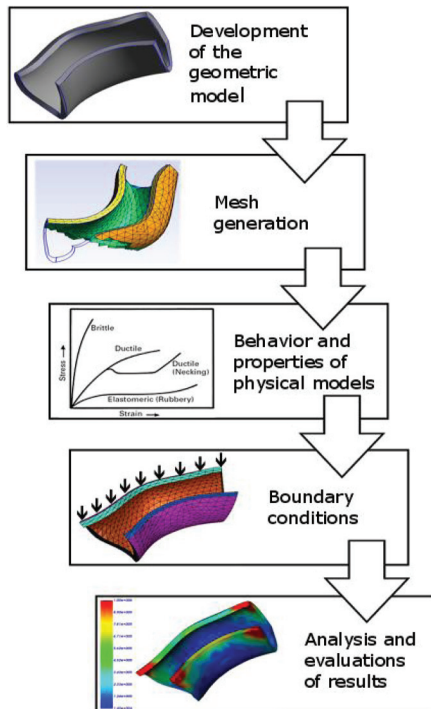 Development
of the
geometric
model
Mesh
generation
Stress
Brittle
Ductile
Ductile
(Necking)
Elastomeric (Rubbery)
Strain
Behavior and
properties of
physical models
Boundary
conditions
Analysis and
evaluations
of results